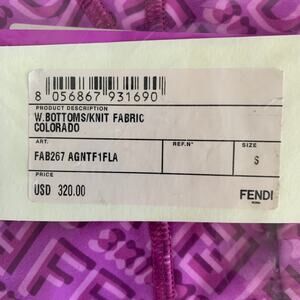 8 056867 931690
PRODUCT DESCRIPTION
W.BOTTOMS/KNIT FABRIC
COLORADO
ART. REF.N° SIZE
FAB267 AGNTF1FLA S
PRICE
USD 320.00
FENDI
ROMA